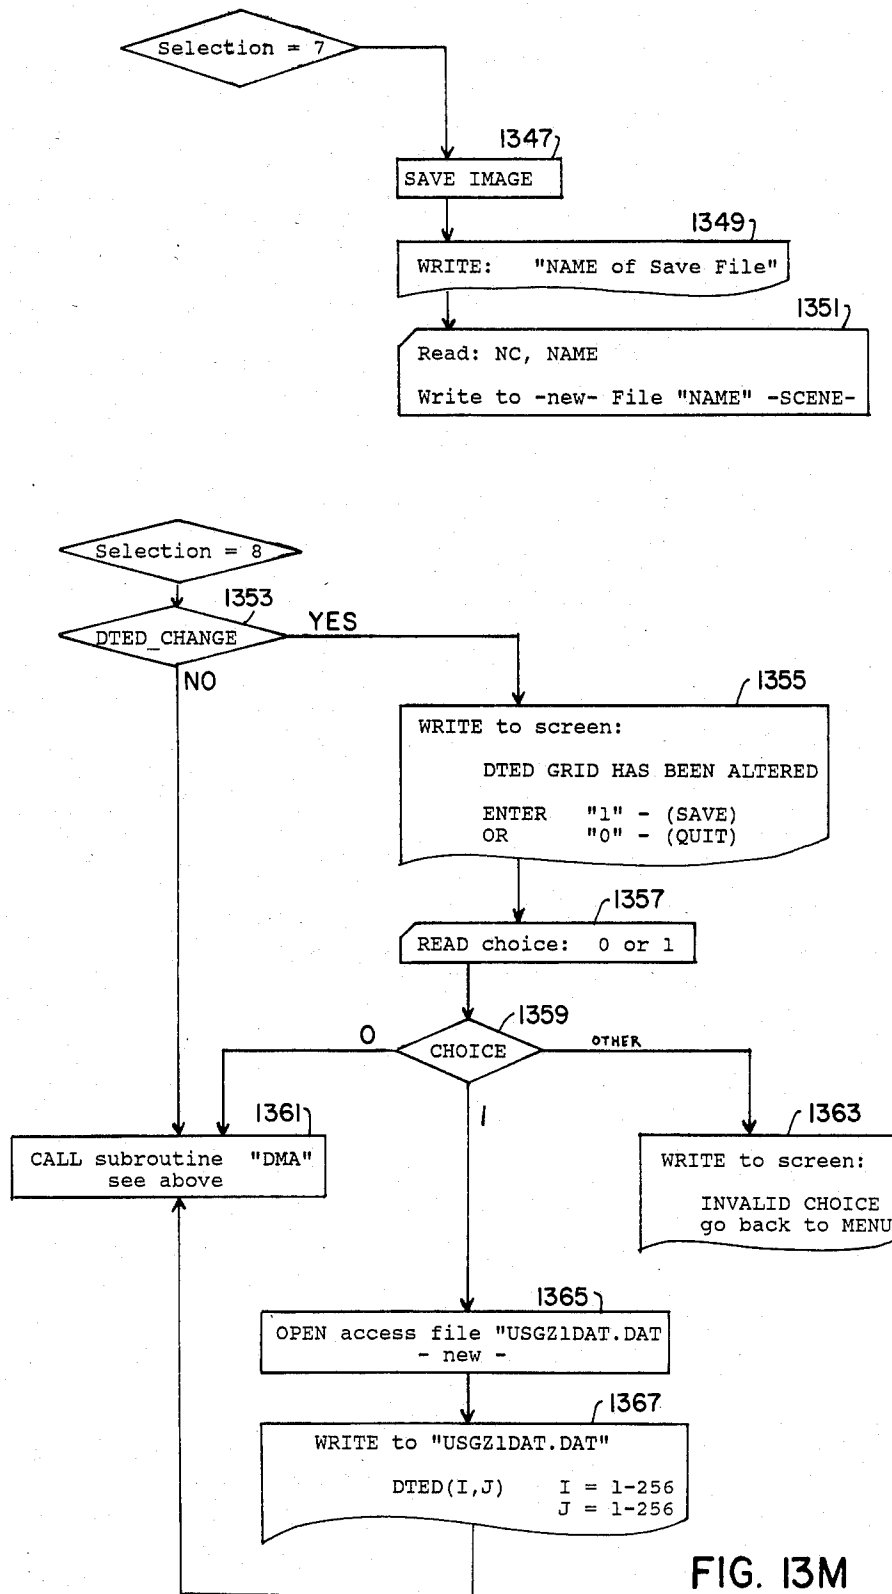 Selection = 7
1347
SAVE IMAGE
1349
WRITE: "NAME of Save File"
1351
Read: NC, NAME
Write to -new- File "NAME" -SCENE-
Selection = 8
1353
DTED_CHANGE
YES
NO
1355
WRITE to screen:
DTED GRID HAS BEEN ALTERED
ENTER "1" - (SAVE)
OR "0" - (QUIT)
1357
READ choice: 0 or 1
1359
CHOICE
0
OTHER
1
1361
CALL subroutine "DMA"
see above
1363
WRITE to screen:
INVALID CHOICE
go back to MENU
1365
OPEN access file "USGZ1DAT.DAT
- new -
1367
WRITE to "USGZ1DAT.DAT"
DTED(I,J) I = 1-256
J = 1-256
FIG. 13M